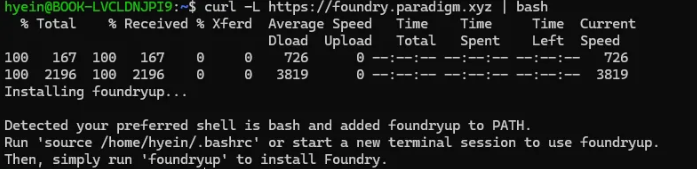 hyein@BOOK-LVCLDNJPI9:~$ curl -L https://foundry.paradigm.xyz | bash
  % Total    % Received % Xferd  Average Speed   Time    Time     Time  Current
                                 Dload  Upload   Total   Spent    Left  Speed
100   167  100   167    0     0    726      0 --:--:-- --:--:-- --:--:--   726
100  2196  100  2196    0     0   3819      0 --:--:-- --:--:-- --:--:--  3819
Installing foundryup...

Detected your preferred shell is bash and added foundryup to PATH.
Run 'source /home/hyein/.bashrc' or start a new terminal session to use foundryup.
Then, simply run 'foundryup' to install Foundry.